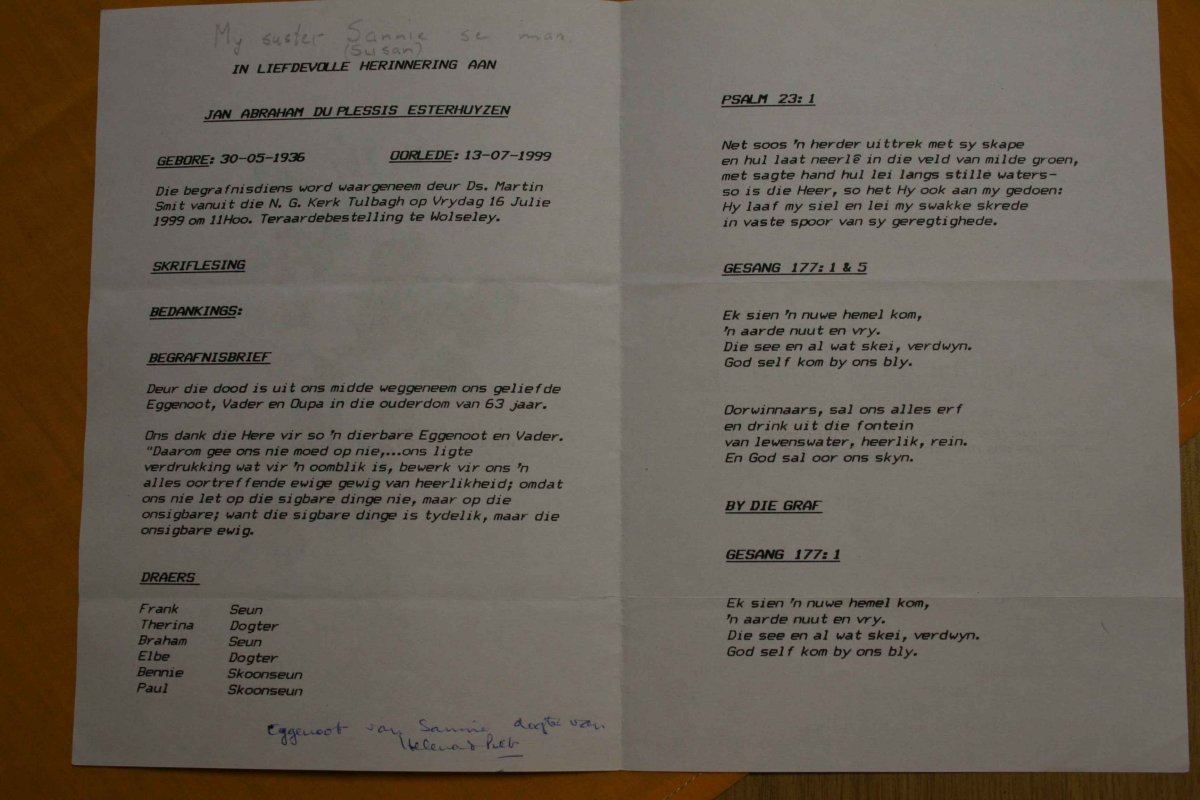 My suster Sannie se man.
(Susan)
IN LIEFDEVOLLE HERINNERING AAN
JAN ABRAHAM DU PLESSIS ESTERHUYZEN
GEBORE: 30-05-1936 OORLEDE: 13-07-1999
Die begrafnisdiens word waargeneem deur Ds. Martin
Smit vanuit die N. G. Kerk Tulbagh op Vrydag 16 Julie
1999 om 11Hoo. Teraardebestelling te Wolseley.
SKRIFLESING
BEDANKINGS:
BEGRAFNISBRIEF
Deur die dood is uit ons midde weggeneem ons geliefde
Eggenoot, Vader en Oupa in die ouderdom van 63 jaar.
Ons dank die Here vir so 'n dierbare Eggenoot en Vader.
"Daarom gee ons nie moed op nie,...ons ligte
verdrukking wat vir 'n oomblik is, bewerk vir ons 'n
alles oortreffende ewige gewig van heerlikheid; omdat
ons nie let op die sigbare dinge nie, maar op die
onsigbare; want die sigbare dinge is tydelik, maar die
onsigbare ewig.
DRAERS
Frank Seun
Therina Dogter
Braham Seun
Elbe Dogter
Bennie Skoonseun
Paul Skoonseun
Eggenoot van Sannie dogter van
PSALM 23:1
Net soos 'n herder uittrek met sy skape
en hul laat neerlê in die veld van milde groen,
met sagte hand hul lei langs stille waters-
so is die Heer, so het Hy ook aan my gedoen:
Hy laaf my siel en lei my swakke skrede
in vaste spoor van sy geregtighede.
GESANG 177:1 & 5
Ek sien 'n nuwe hemel kom,
'n aarde nuut en vry.
Die see en al wat skei, verdwyn.
God self kom by ons bly.
Oorwinnaars, sal ons alles erf
en drink uit die fontein
van lewenswater, heerlik, rein.
En God sal oor ons skyn.
BY DIE GRAF
GESANG 177:1
Ek sien 'n nuwe hemel kom,
'n aarde nuut en vry.
Die see en al wat skei, verdwyn.
God self kom by ons bly.